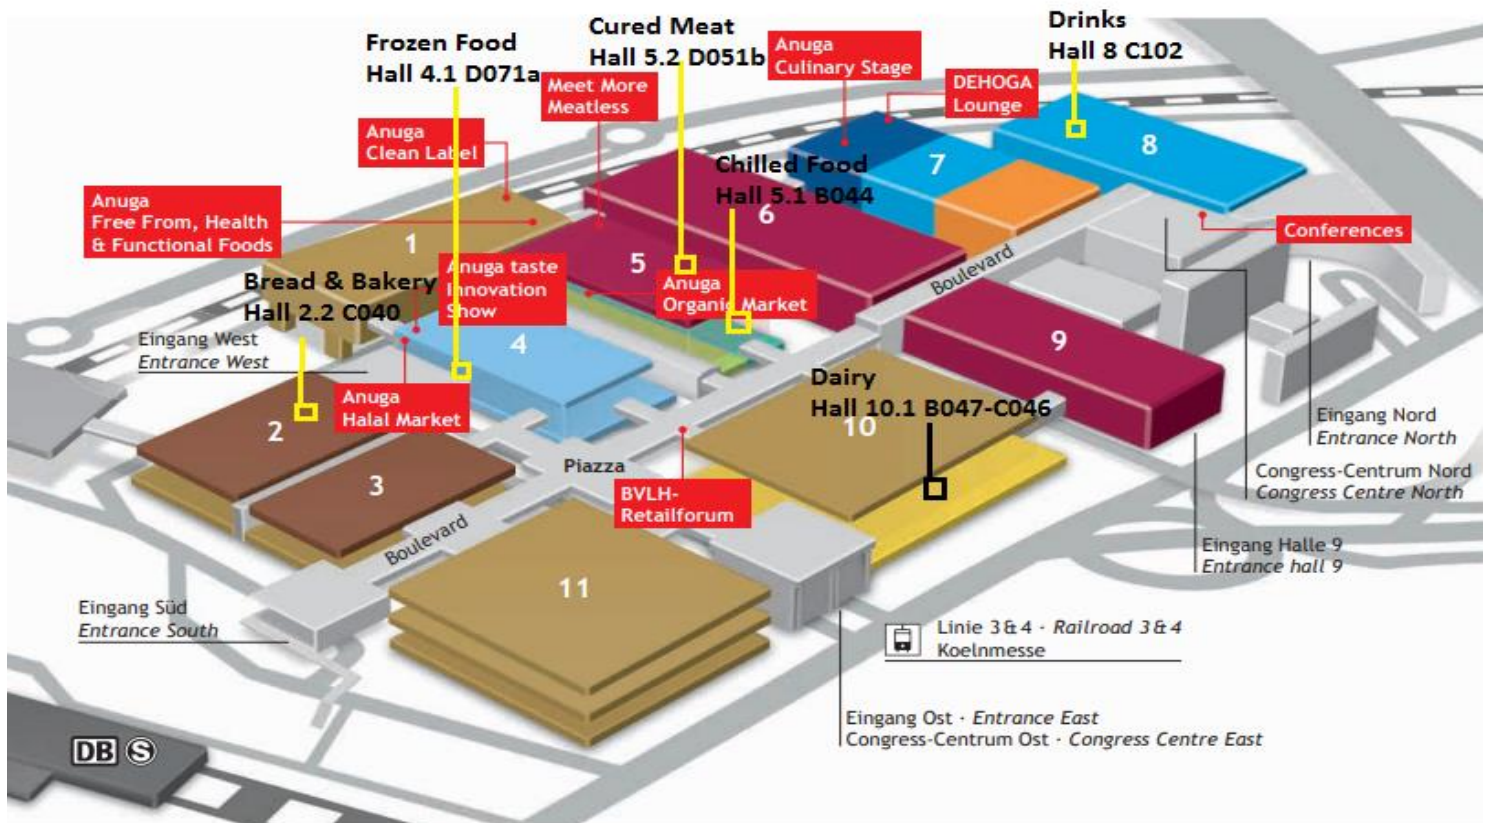 Drinks
Hall 8 C102
Cured Meat
Hall 5.2 D051b
Frozen Food
Hall 4.1 D071a
Anuga
Culinary Stage
DEHOGA
Lounge
Meet More
Meatless
Anuga
Clean Label
8
7
Chilled Food
Hall 5.1 B044
Anuga
Free From, Health
& Functional Foods
6
Conferences
1
5
Boulevard
Anuga taste
Innovation
Show
Anuga
Organic Market
Bread & Bakery
Hall 2.2 C040
Eingang West
Entrance West
4
9
Dairy
Hall 10.1 B047-C046
Anuga
Halal Market
2
10
Eingang Nord
Entrance North
Piazza
3
Congress-Centrum Nord
Congress Centre North
BVLH-
Retailforum
Boulevard
Eingang Halle 9
Entrance hall 9
11
Eingang Süd
Entrance South
Linie 3 & 4 · Railroad 3 & 4
Koelnmesse
Eingang Ost · Entrance East
Congress-Centrum Ost · Congress Centre East
DB S